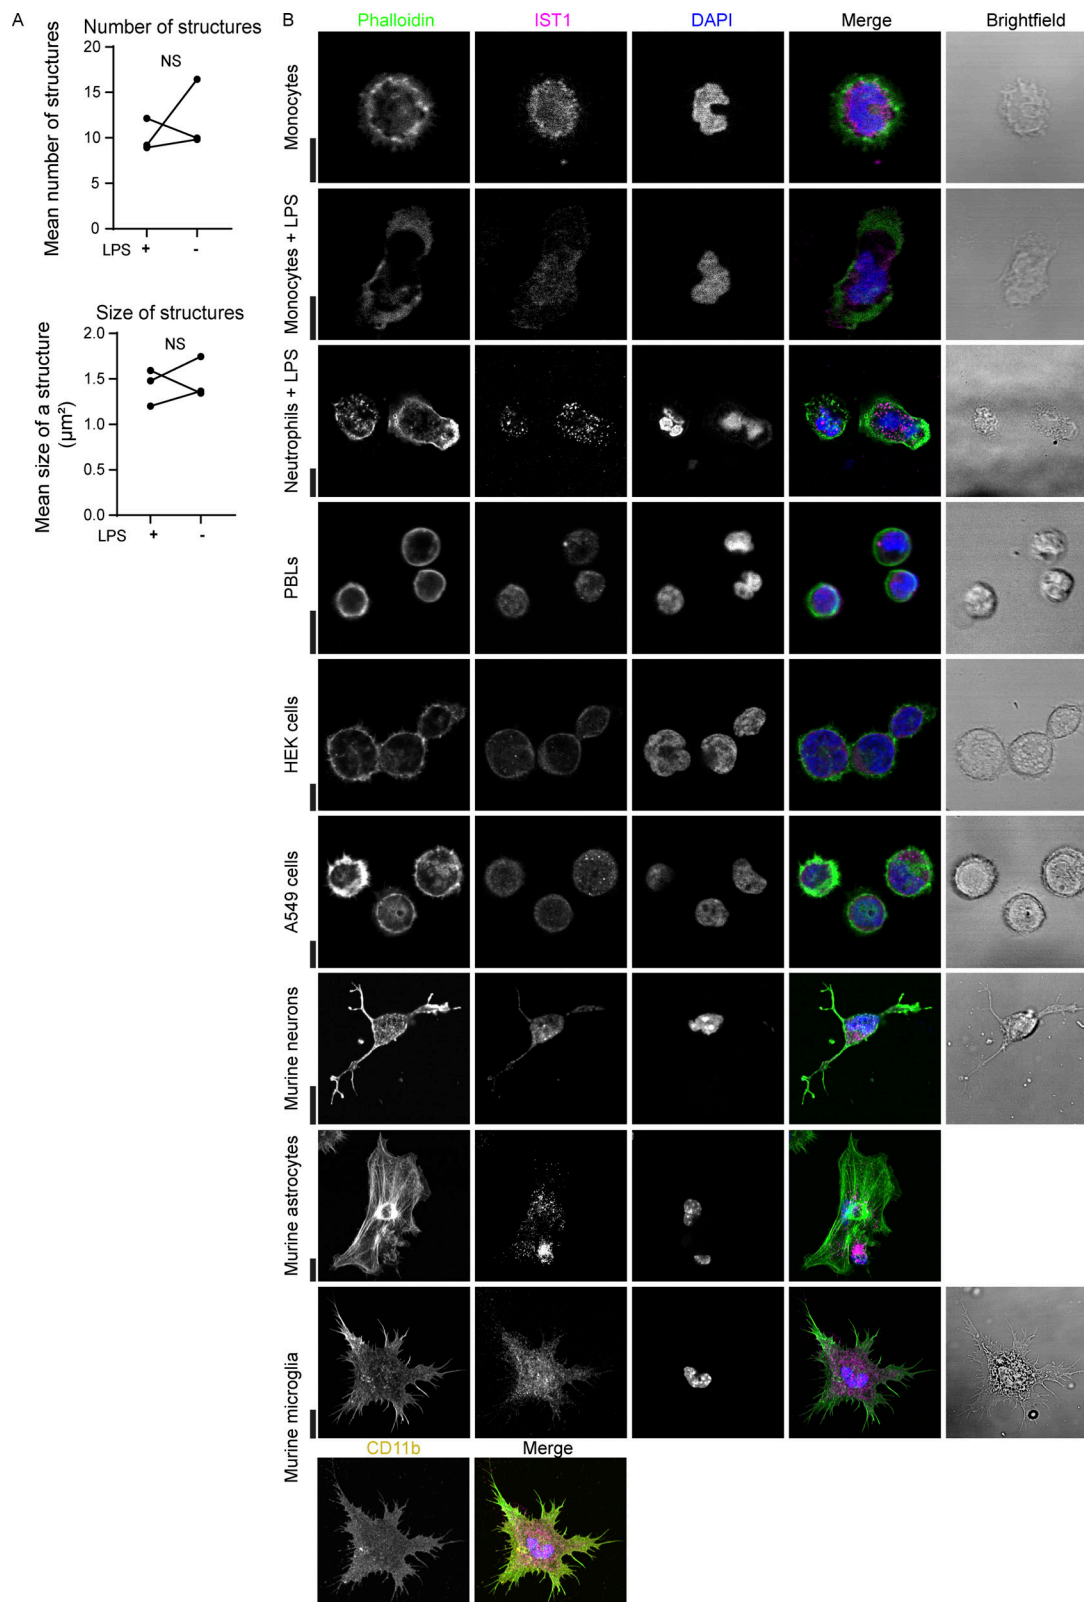 A
Number of structures
Mean number of structures
20
15
10
5
0
NS
LPS + -
Size of structures
Mean size of a structure
(μm²)
2.0
1.5
1.0
0.5
0.0
NS
LPS + -
B
Phalloidin IST1 DAPI Merge Brightfield
Monocytes
Monocytes + LPS
Neutrophils + LPS
PBLs
HEK cells
A549 cells
Murine neurons
Murine astrocytes
Murine microglia
CD11b Merge